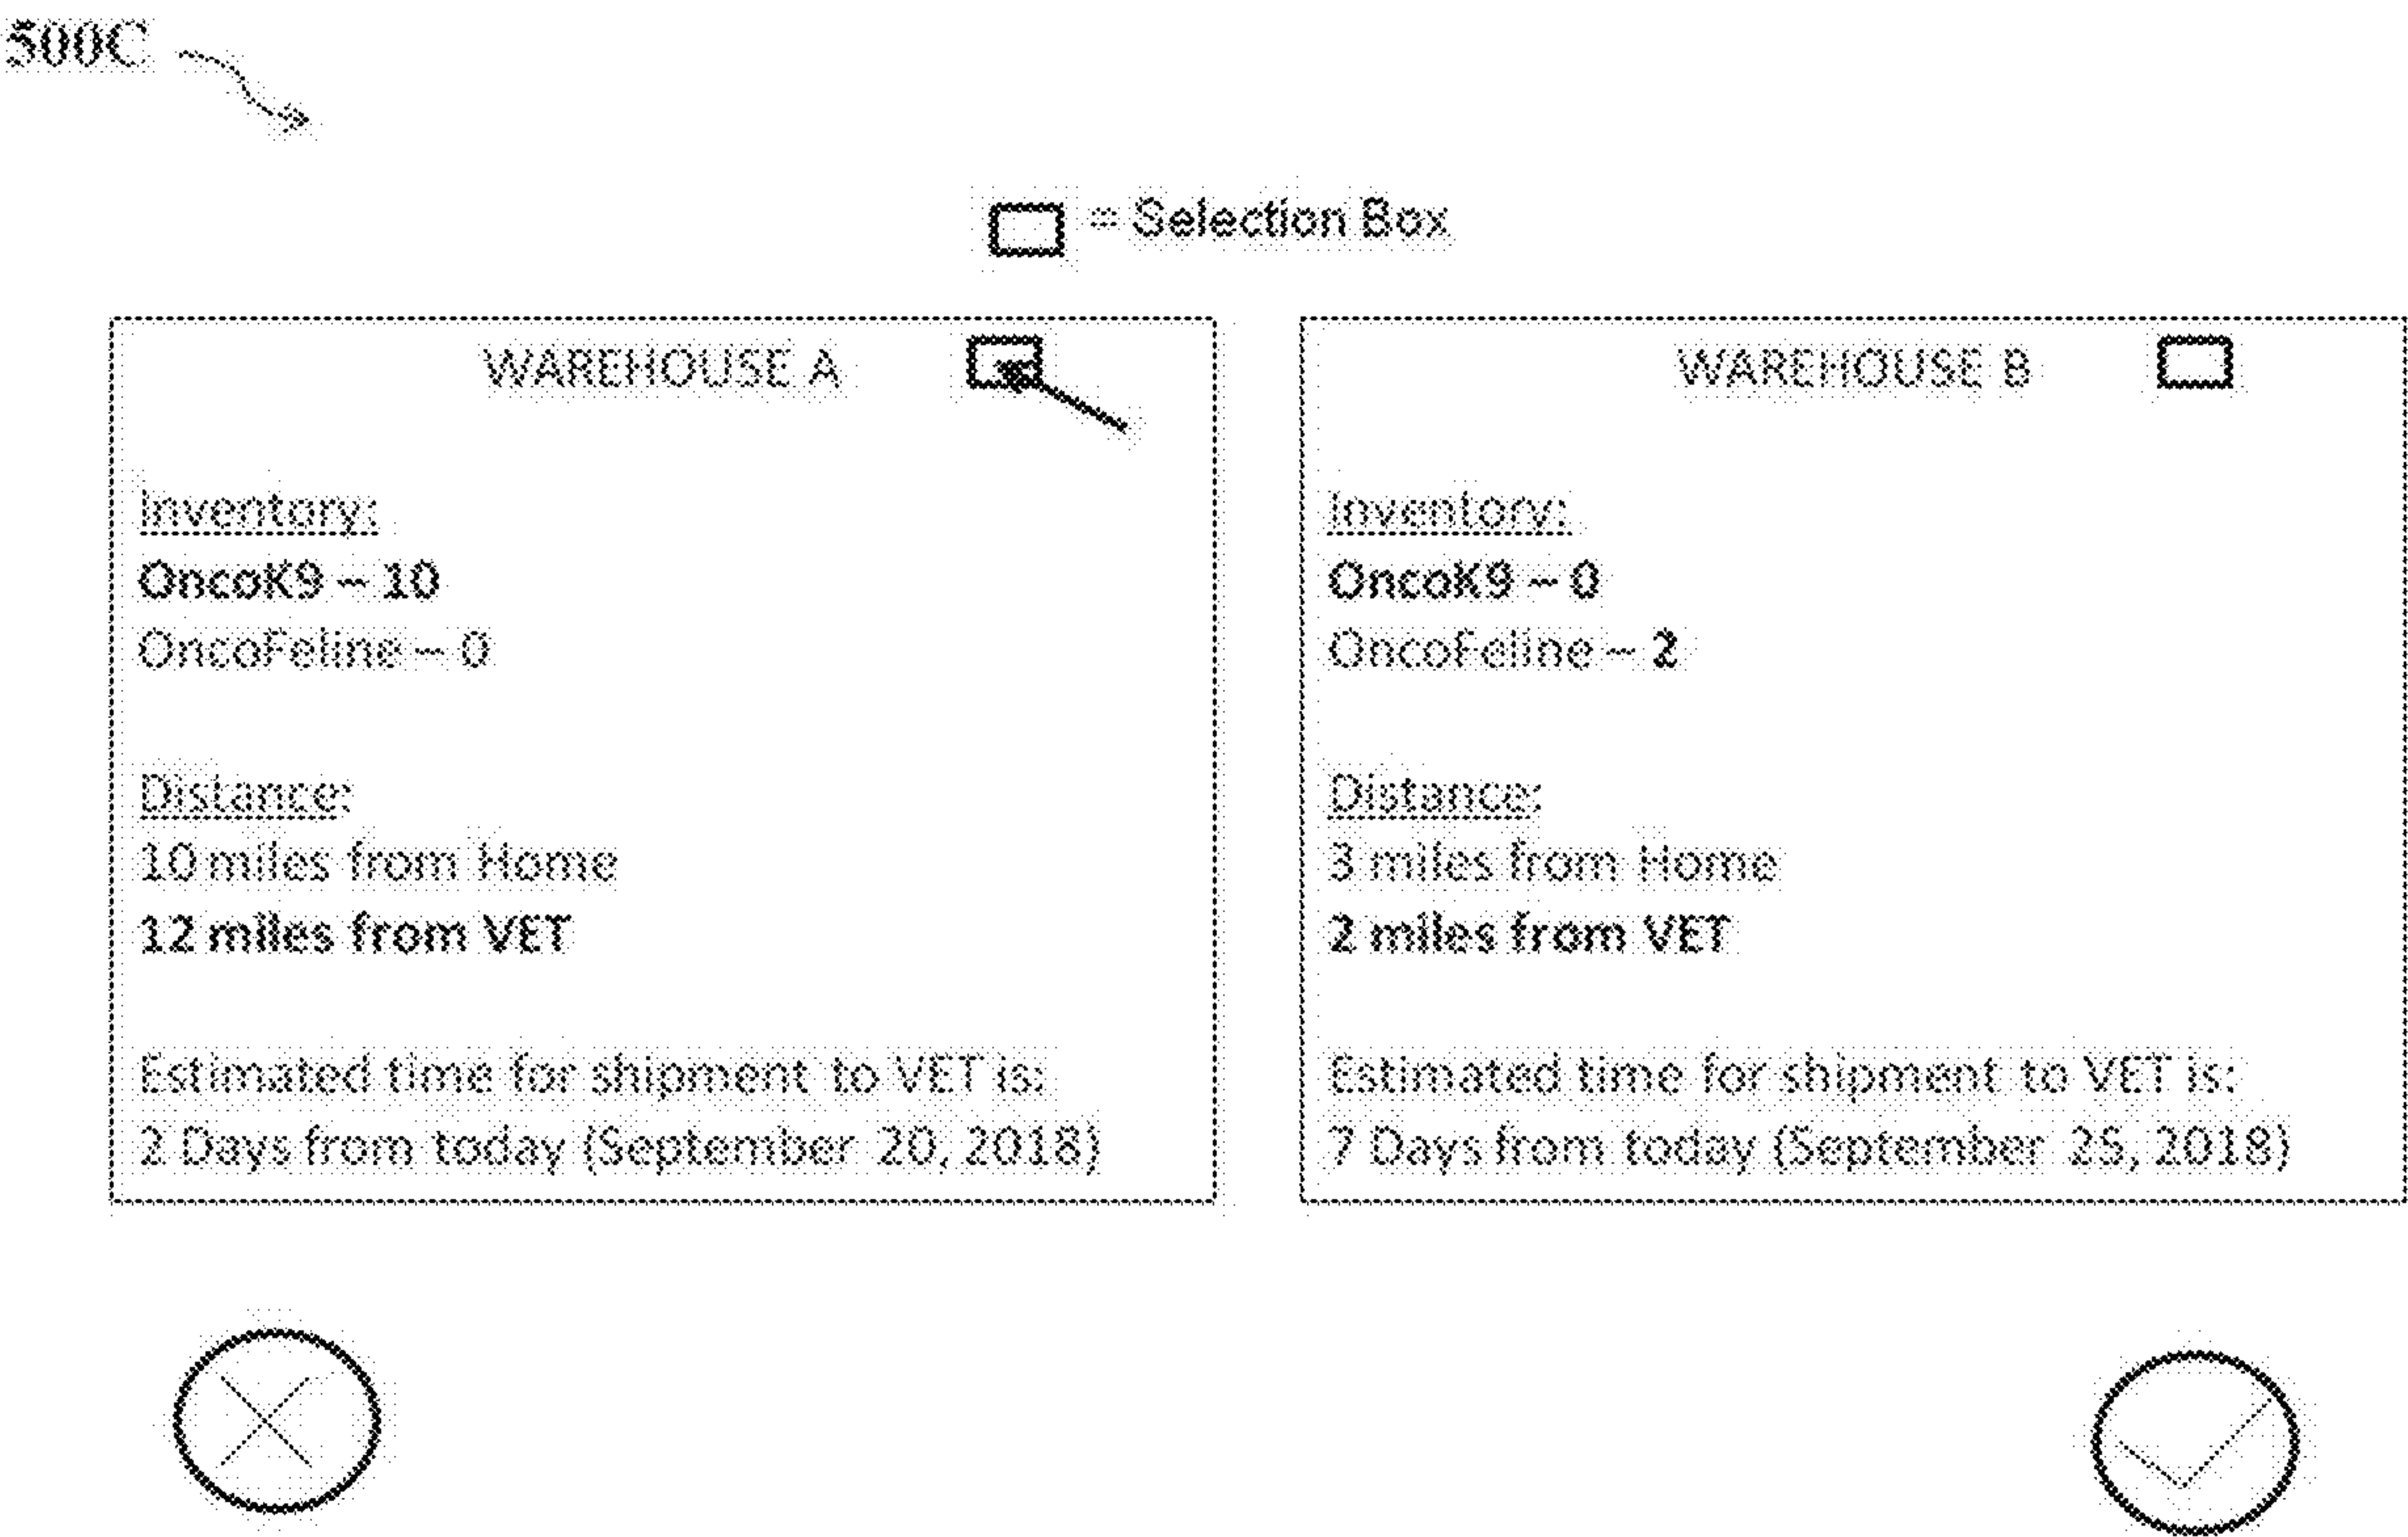 500C
= Selection Box
WAREHOUSE A
Inventory:
OncoK9 – 10
OncoFeline – 0
Distance:
10 miles from Home
12 miles from VET
Estimated time for shipment to VET is:
2 Days from today (September 20, 2018)
WAREHOUSE B
Inventory:
OncoK9 – 0
OncoFeline – 2
Distance:
3 miles from Home
2 miles from VET
Estimated time for shipment to VET is:
7 Days from today (September 25, 2018)